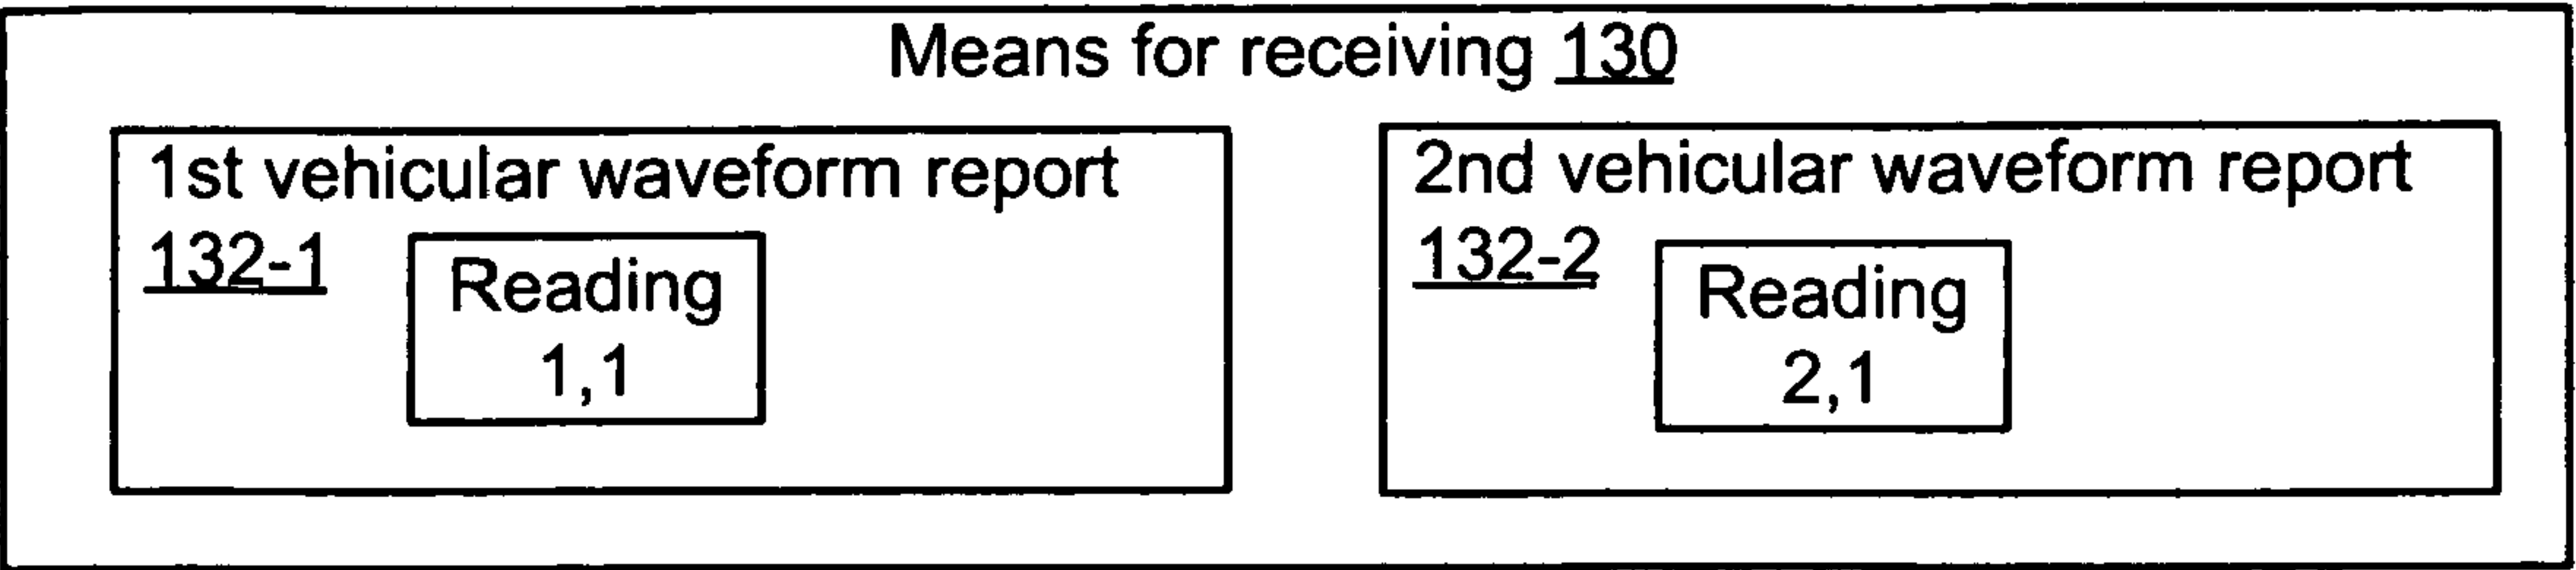 Means for receiving 130
1st vehicular waveform report
132-1
Reading
1,1
2nd vehicular waveform report
132-2
Reading
2,1